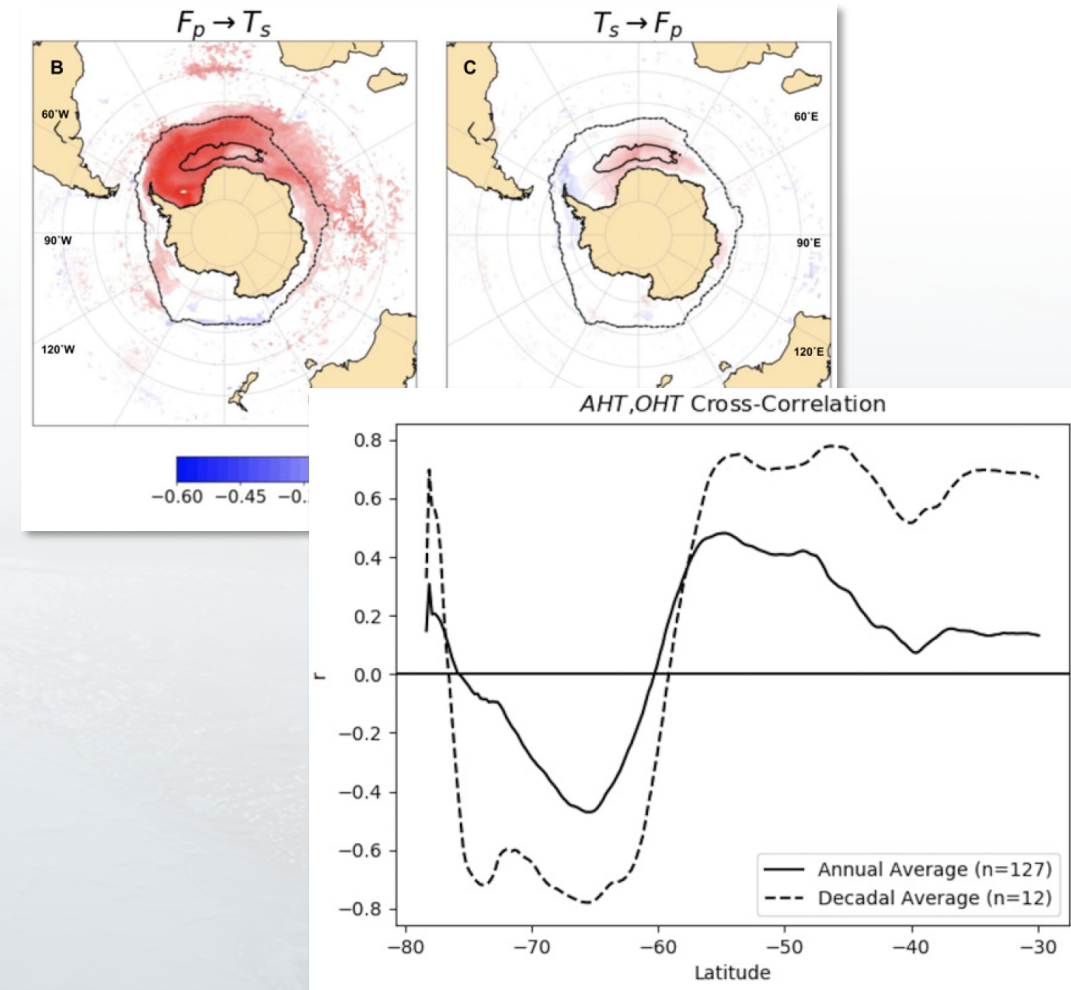 F_p → T_s
T_s → F_p
B
C
60°W
60°E
90°W
90°E
120°W
120°E
−0.60 −0.45
AHT,OHT Cross-Correlation
0.8
0.6
0.4
0.2
0.0
−0.2
−0.4
−0.6
−0.8
r
Annual Average (n=127)
Decadal Average (n=12)
−80 −70 −60 −50 −40 −30
Latitude